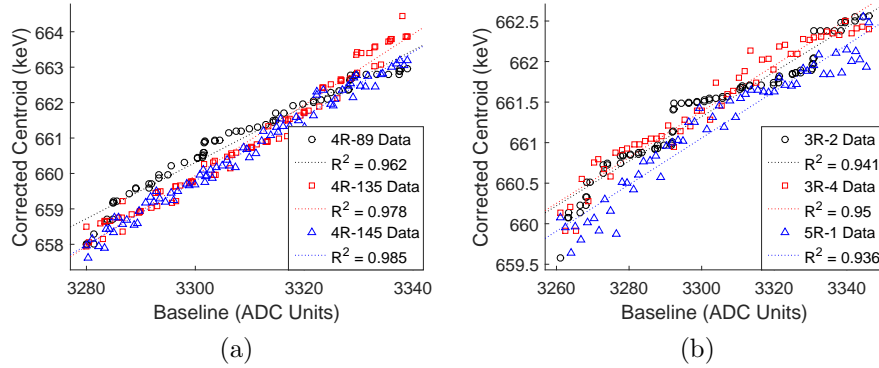 Corrected Centroid (keV)
664
663
662
661
660
659
658
4R-89 Data
R² = 0.962
4R-135 Data
R² = 0.978
4R-145 Data
R² = 0.985
3280
3300
3320
3340
Baseline (ADC Units)
(a)
Corrected Centroid (keV)
662.5
662
661.5
661
660.5
660
659.5
3R-2 Data
R² = 0.941
3R-4 Data
R² = 0.95
5R-1 Data
R² = 0.936
3260
3280
3300
3320
3340
Baseline (ADC Units)
(b)